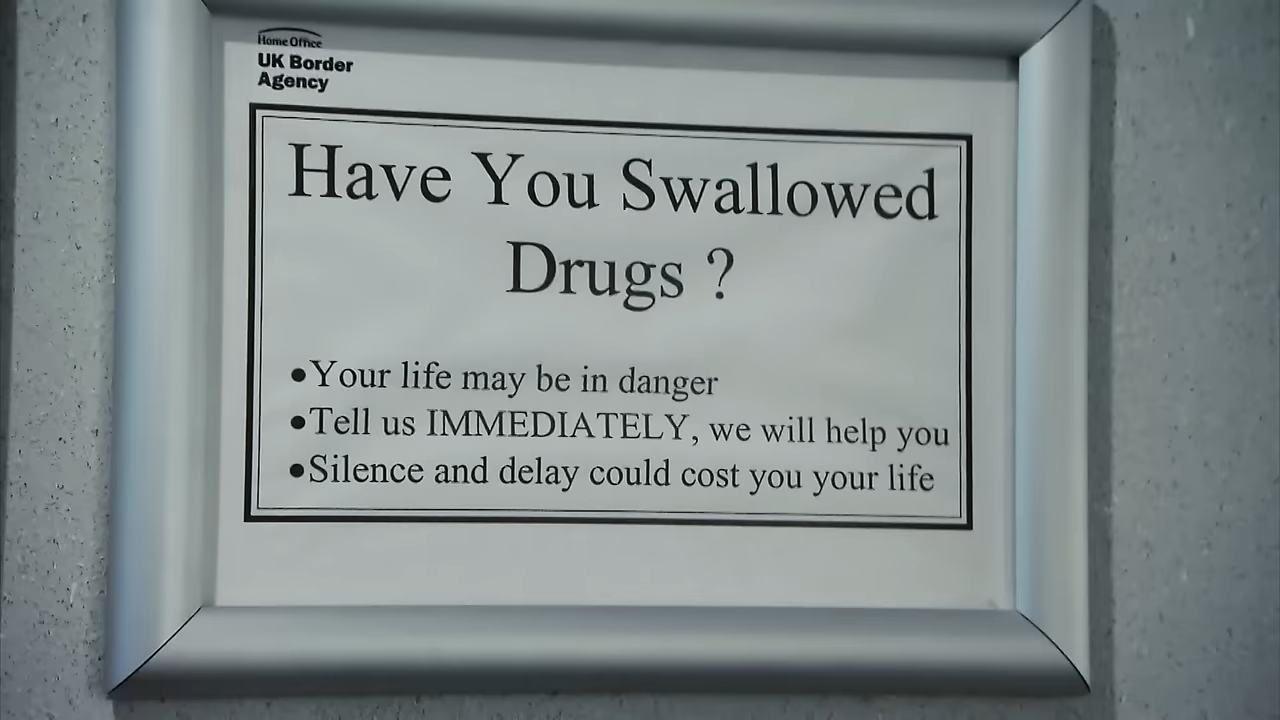 Home Office
UK Border
Agency
Have You Swallowed
Drugs ?
•Your life may be in danger
•Tell us IMMEDIATELY, we will help you
•Silence and delay could cost you your life